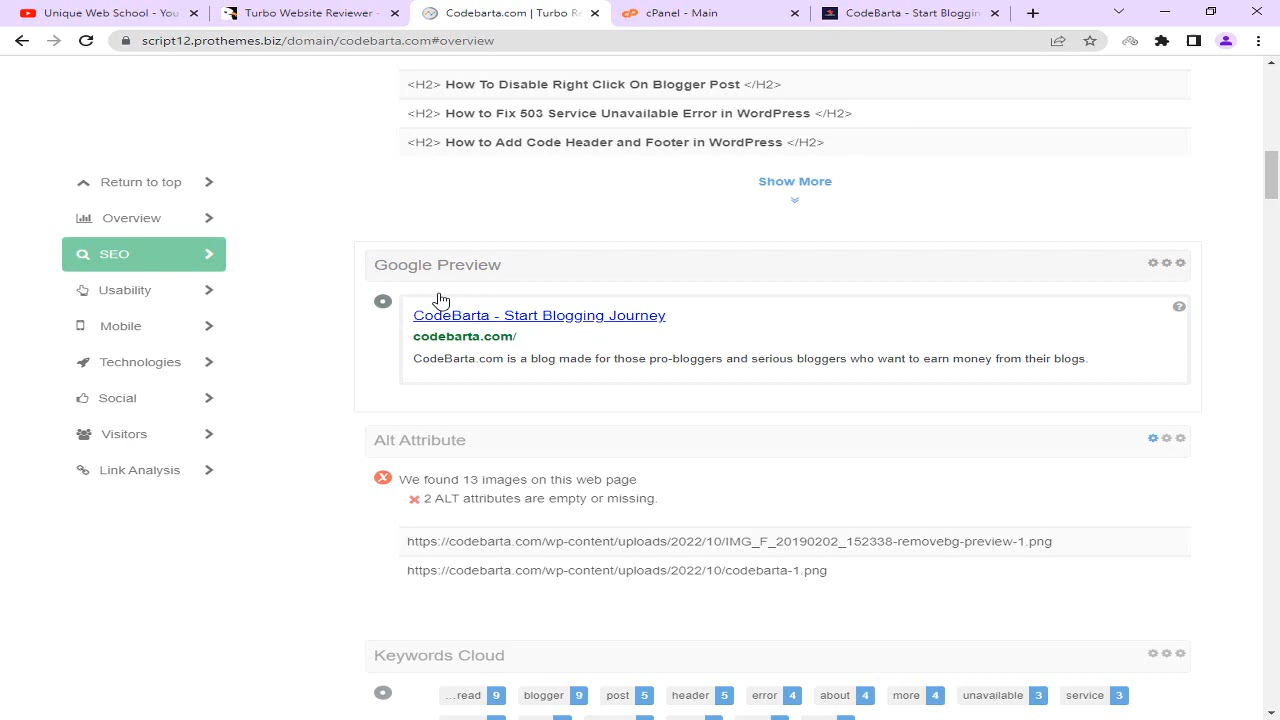 Unique Web School - You
Turbo Website Reviewer -
Codebarta.com | Turbo Re
cPanel - Main
CodeBarta - Start Blogging
script12.prothemes.biz/domain/codebarta.com#overview
<H2> How To Disable Right Click On Blogger Post </H2>
<H2> How to Fix 503 Service Unavailable Error in WordPress </H2>
<H2> How to Add Code Header and Footer in WordPress </H2>
Show More
Return to top
Overview
SEO
Usability
Mobile
Technologies
Social
Visitors
Link Analysis
Google Preview
CodeBarta - Start Blogging Journey
codebarta.com/
CodeBarta.com is a blog made for those pro-bloggers and serious bloggers who want to earn money from their blogs.
Alt Attribute
We found 13 images on this web page
2 ALT attributes are empty or missing.
https://codebarta.com/wp-content/uploads/2022/10/IMG_F_20190202_152338-removebg-preview-1.png
https://codebarta.com/wp-content/uploads/2022/10/codebarta-1.png
Keywords Cloud
...read 9 blogger 9 post 5 header 5 error 4 about 4 more 4 unavailable 3 service 3